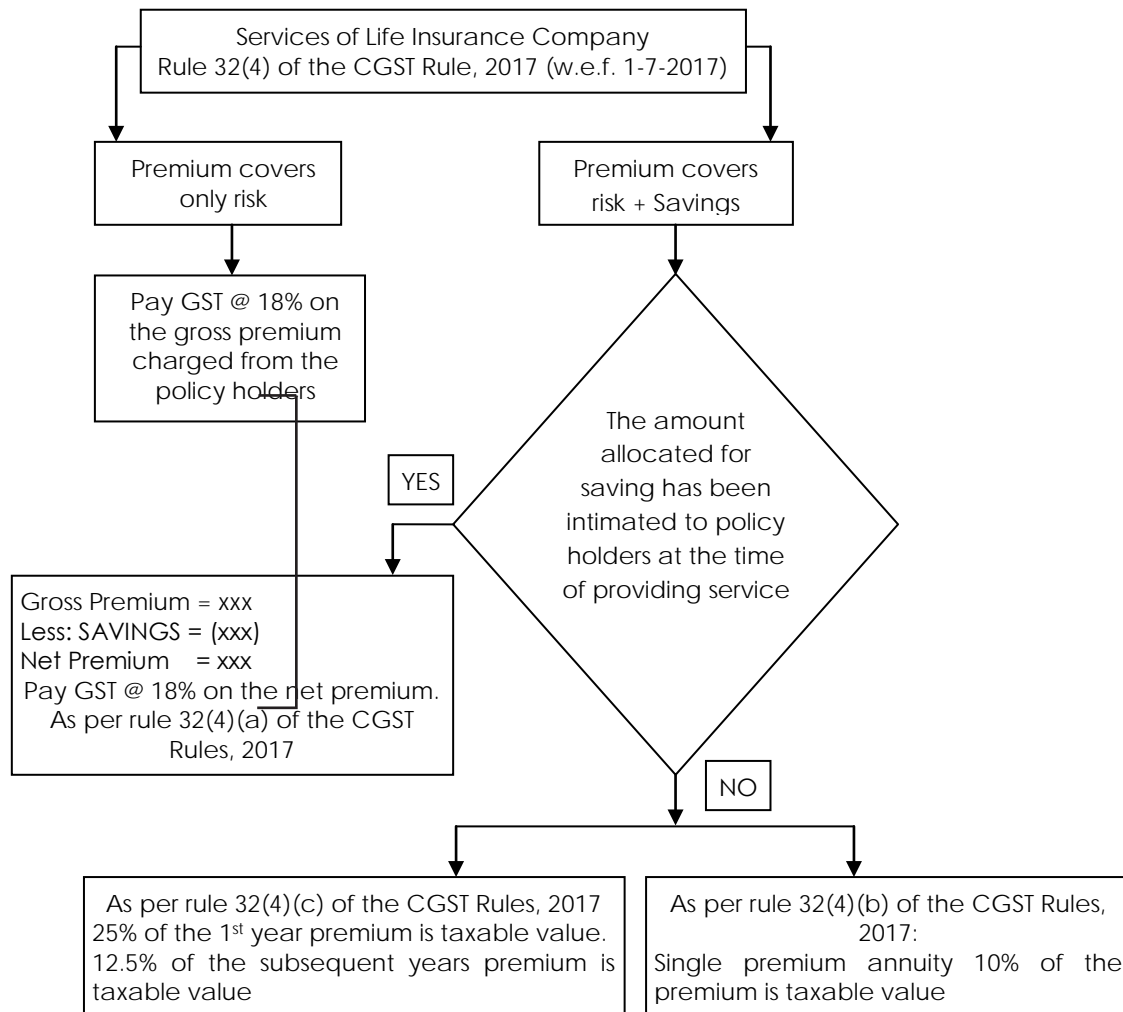 Services of Life Insurance Company
Rule 32(4) of the CGST Rule, 2017 (w.e.f. 1-7-2017)
Premium covers
only risk
Premium covers
risk + Savings
Pay GST @ 18% on
the gross premium
charged from the
policy holders
The amount
allocated for
saving has been
intimated to policy
holders at the time
of providing service
YES
Gross Premium = xxx
Less: SAVINGS = (xxx)
Net Premium = xxx
Pay GST @ 18% on the net premium.
As per rule 32(4)(a) of the CGST
Rules, 2017
NO
As per rule 32(4)(c) of the CGST Rules, 2017
25% of the 1st year premium is taxable value.
12.5% of the subsequent years premium is
taxable value
As per rule 32(4)(b) of the CGST Rules,
2017:
Single premium annuity 10% of the
premium is taxable value